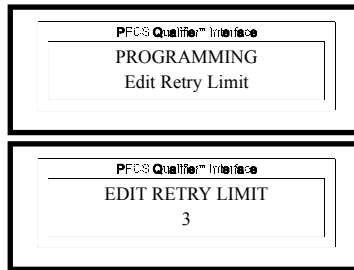 PFCS Qualifier™ Interface
PROGRAMMING
Edit Retry Limit
PFCS Qualifier™ Interface
EDIT RETRY LIMIT
3